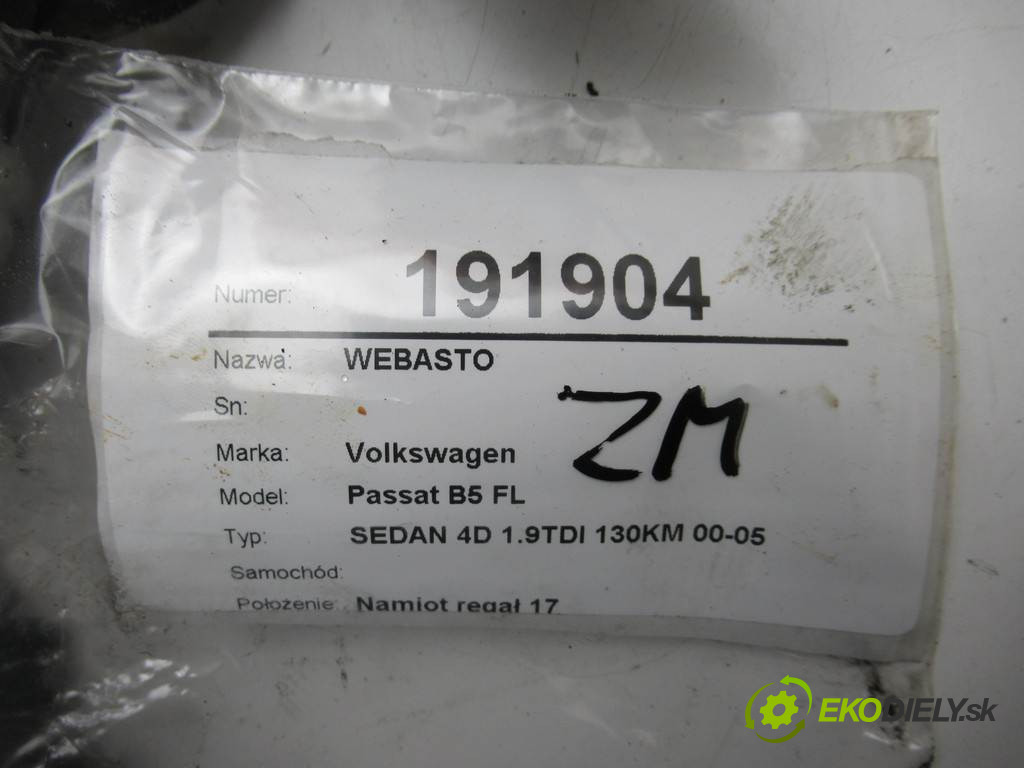 Numer: 191904
Nazwa: WEBASTO
Sn:
ZM
Marka: Volkswagen
Model: Passat B5 FL
Typ: SEDAN 4D 1.9TDI 130KM 00-05
Samochód:
Położenie: Namiot regał 17
EKODIELY.sk